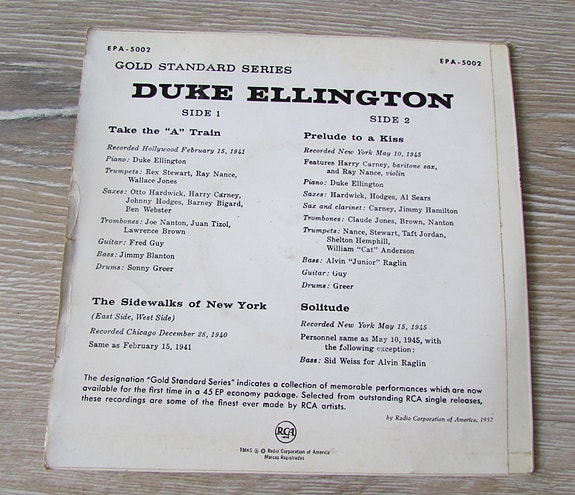 EPA-5002
EPA-5002
GOLD STANDARD SERIES
DUKE ELLINGTON
SIDE 1
Take the "A" Train
Recorded Hollywood February 15, 1941
Piano: Duke Ellington
Trumpets: Rex Stewart, Ray Nance,
Wallace Jones
Saxes: Otto Hardwick, Harry Carney,
Johnny Hodges, Barney Bigard,
Ben Webster
Trombones: Joe Nanton, Juan Tizol,
Lawrence Brown
Guitar: Fred Guy
Bass: Jimmy Blanton
Drums: Sonny Greer
The Sidewalks of New York
(East Side, West Side)
Recorded Chicago December 28, 1940
Same as February 15, 1941
SIDE 2
Prelude to a Kiss
Recorded New York May 10, 1945
Features Harry Carney, baritone sax,
and Ray Nance, violin
Piano: Duke Ellington
Saxes: Hardwick, Hodges, Al Sears
Sax and clarinet: Carney, Jimmy Hamilton
Trombones: Claude Jones, Brown, Nanton
Trumpets: Nance, Stewart, Taft Jordan,
Shelton Hemphill,
William "Cat" Anderson
Bass: Alvin "Junior" Raglin
Guitar: Guy
Drums: Greer
Solitude
Recorded New York May 15, 1945
Personnel same as May 10, 1945, with
the following exception:
Bass: Sid Weiss for Alvin Raglin
The designation "Gold Standard Series" indicates a collection of memorable performances which are now
available for the first time in a 45 EP economy package. Selected from outstanding RCA single releases,
these recordings are some of the finest ever made by RCA artists.
by Radio Corporation of America, 1957
RCA
TMKS ® © Radio Corporation of America
Marcas Registradas